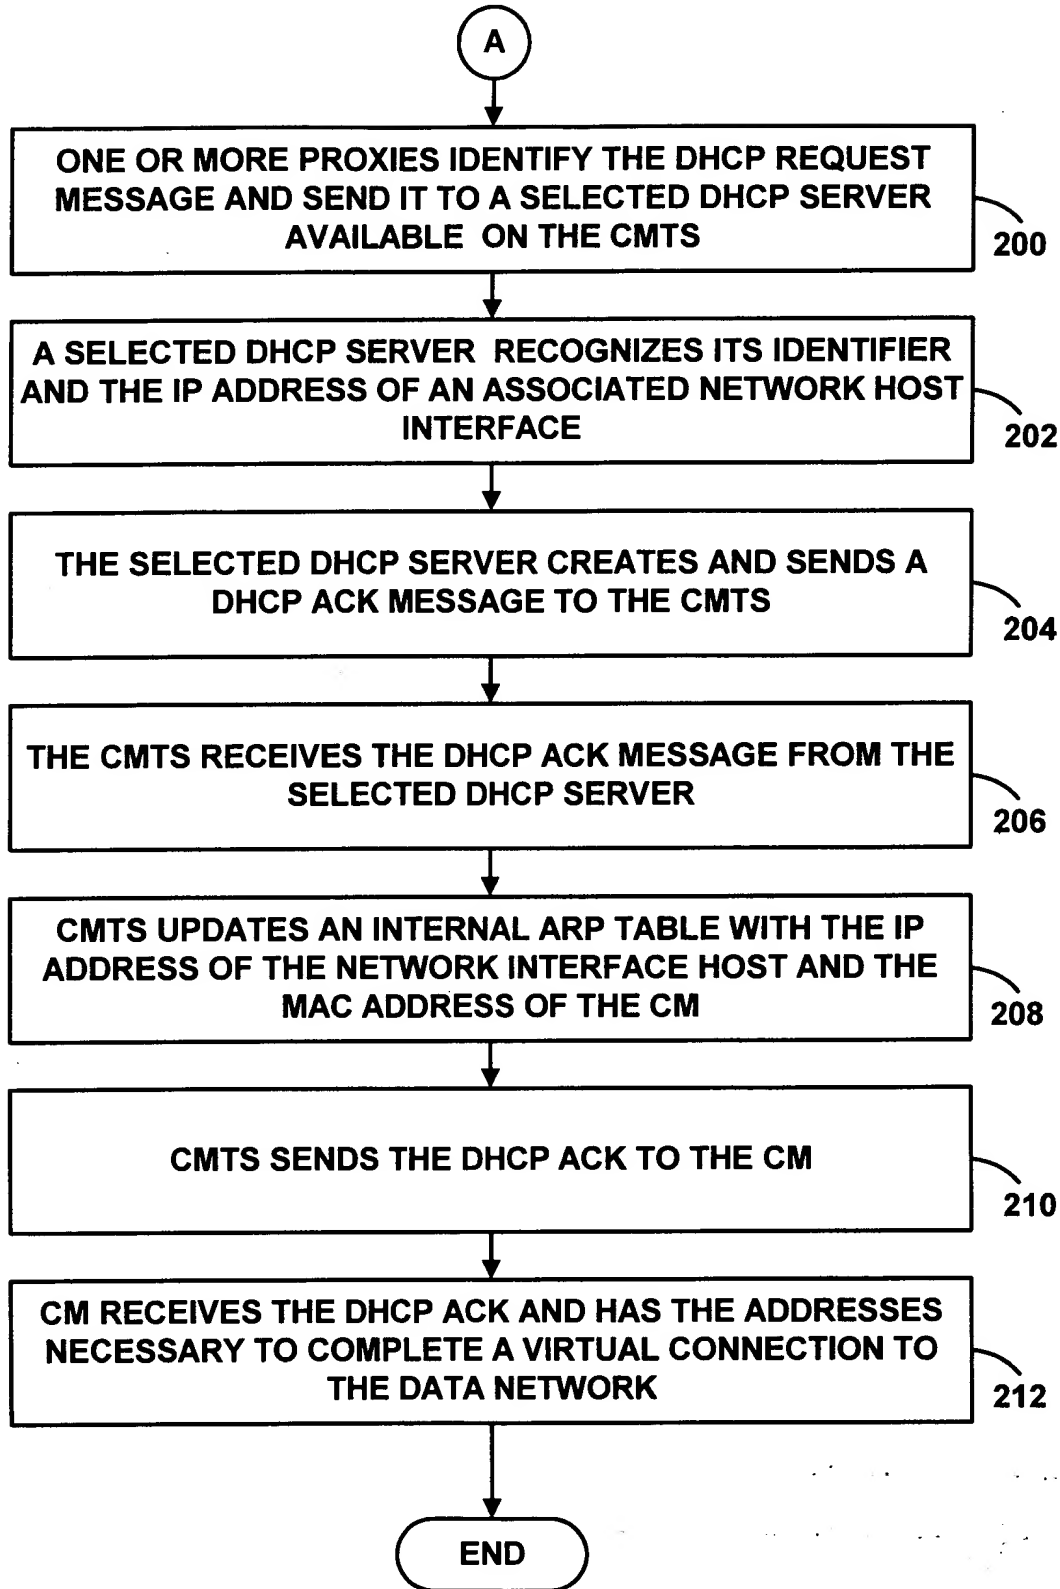 A
ONE OR MORE PROXIES IDENTIFY THE DHCP REQUEST
MESSAGE AND SEND IT TO A SELECTED DHCP SERVER
AVAILABLE ON THE CMTS
200
A SELECTED DHCP SERVER RECOGNIZES ITS IDENTIFIER
AND THE IP ADDRESS OF AN ASSOCIATED NETWORK HOST
INTERFACE
202
THE SELECTED DHCP SERVER CREATES AND SENDS A
DHCP ACK MESSAGE TO THE CMTS
204
THE CMTS RECEIVES THE DHCP ACK MESSAGE FROM THE
SELECTED DHCP SERVER
206
CMTS UPDATES AN INTERNAL ARP TABLE WITH THE IP
ADDRESS OF THE NETWORK INTERFACE HOST AND THE
MAC ADDRESS OF THE CM
208
CMTS SENDS THE DHCP ACK TO THE CM
210
CM RECEIVES THE DHCP ACK AND HAS THE ADDRESSES
NECESSARY TO COMPLETE A VIRTUAL CONNECTION TO
THE DATA NETWORK
212
END